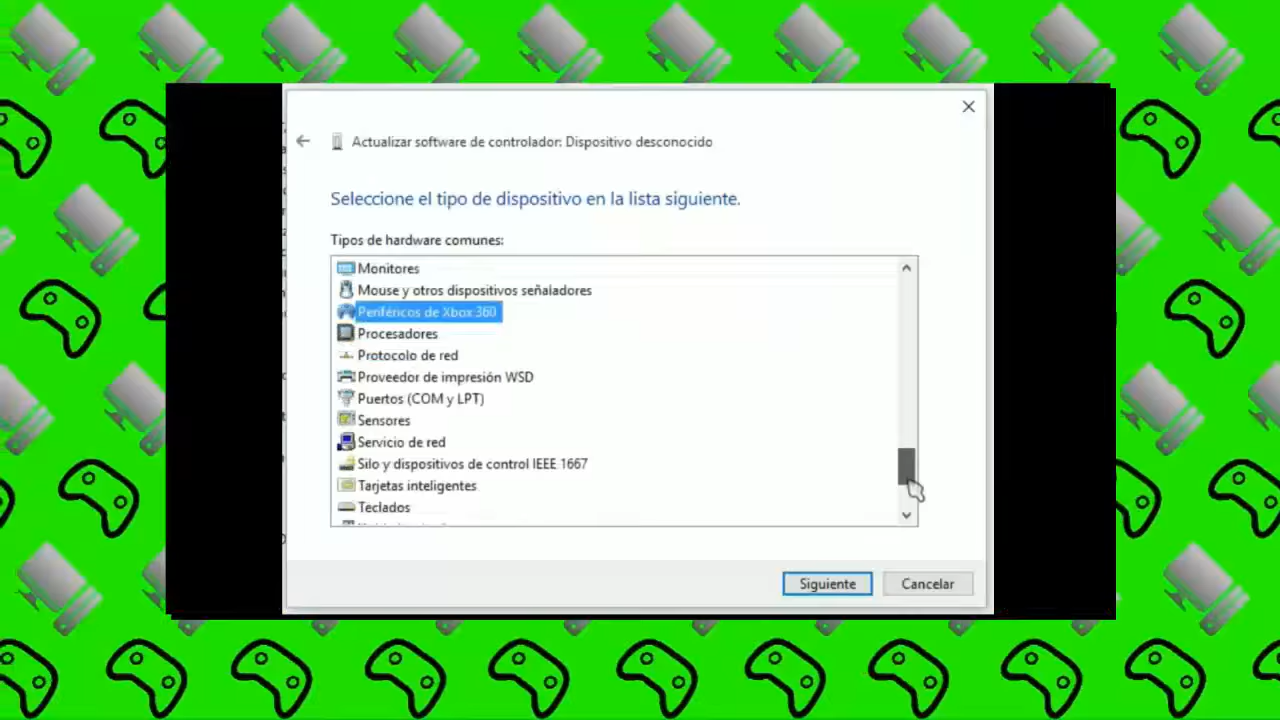 Actualizar software de controlador: Dispositivo desconocido
Seleccione el tipo de dispositivo en la lista siguiente.
Tipos de hardware comunes:
Monitores
Mouse y otros dispositivos señaladores
Periféricos de Xbox 360
Procesadores
Protocolo de red
Proveedor de impresión WSD
Puertos (COM y LPT)
Sensores
Servicio de red
Silo y dispositivos de control IEEE 1667
Tarjetas inteligentes
Teclados
Siguiente
Cancelar